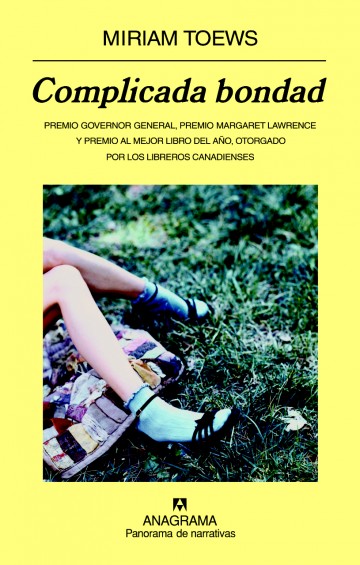 MIRIAM TOEWS
Complicada bondad
PREMIO GOVERNOR GENERAL, PREMIO MARGARET LAWRENCE
Y PREMIO AL MEJOR LIBRO DEL AÑO, OTORGADO
POR LOS LIBREROS CANADIENSES
ANAGRAMA
Panorama de narrativas